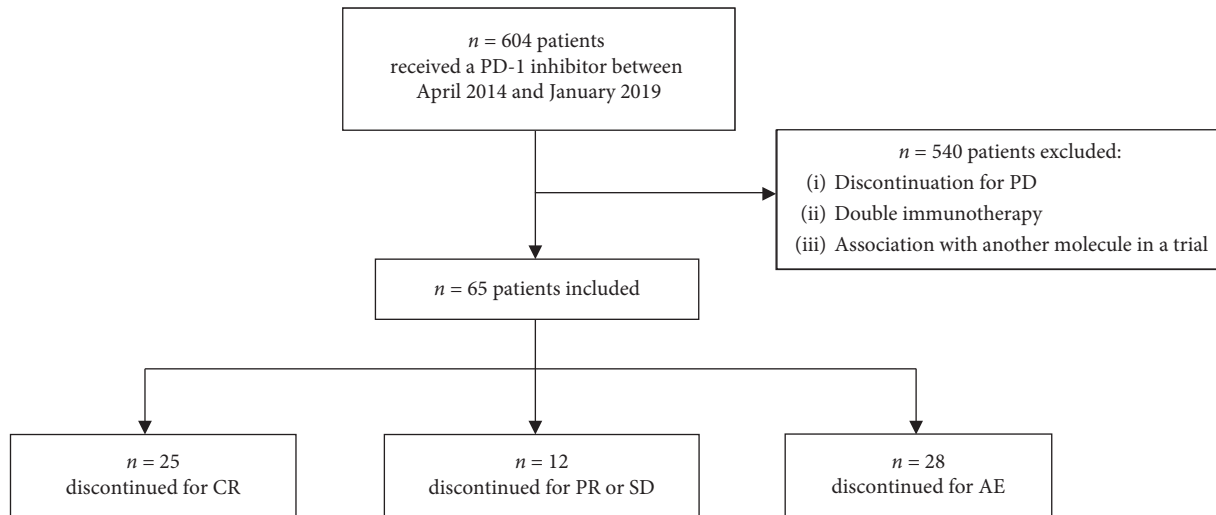 n = 604 patients
received a PD-1 inhibitor between
April 2014 and January 2019
n = 540 patients excluded:
(i) Discontinuation for PD
(ii) Double immunotherapy
(iii) Association with another molecule in a trial
n = 65 patients included
n = 25
discontinued for CR
n = 12
discontinued for PR or SD
n = 28
discontinued for AE